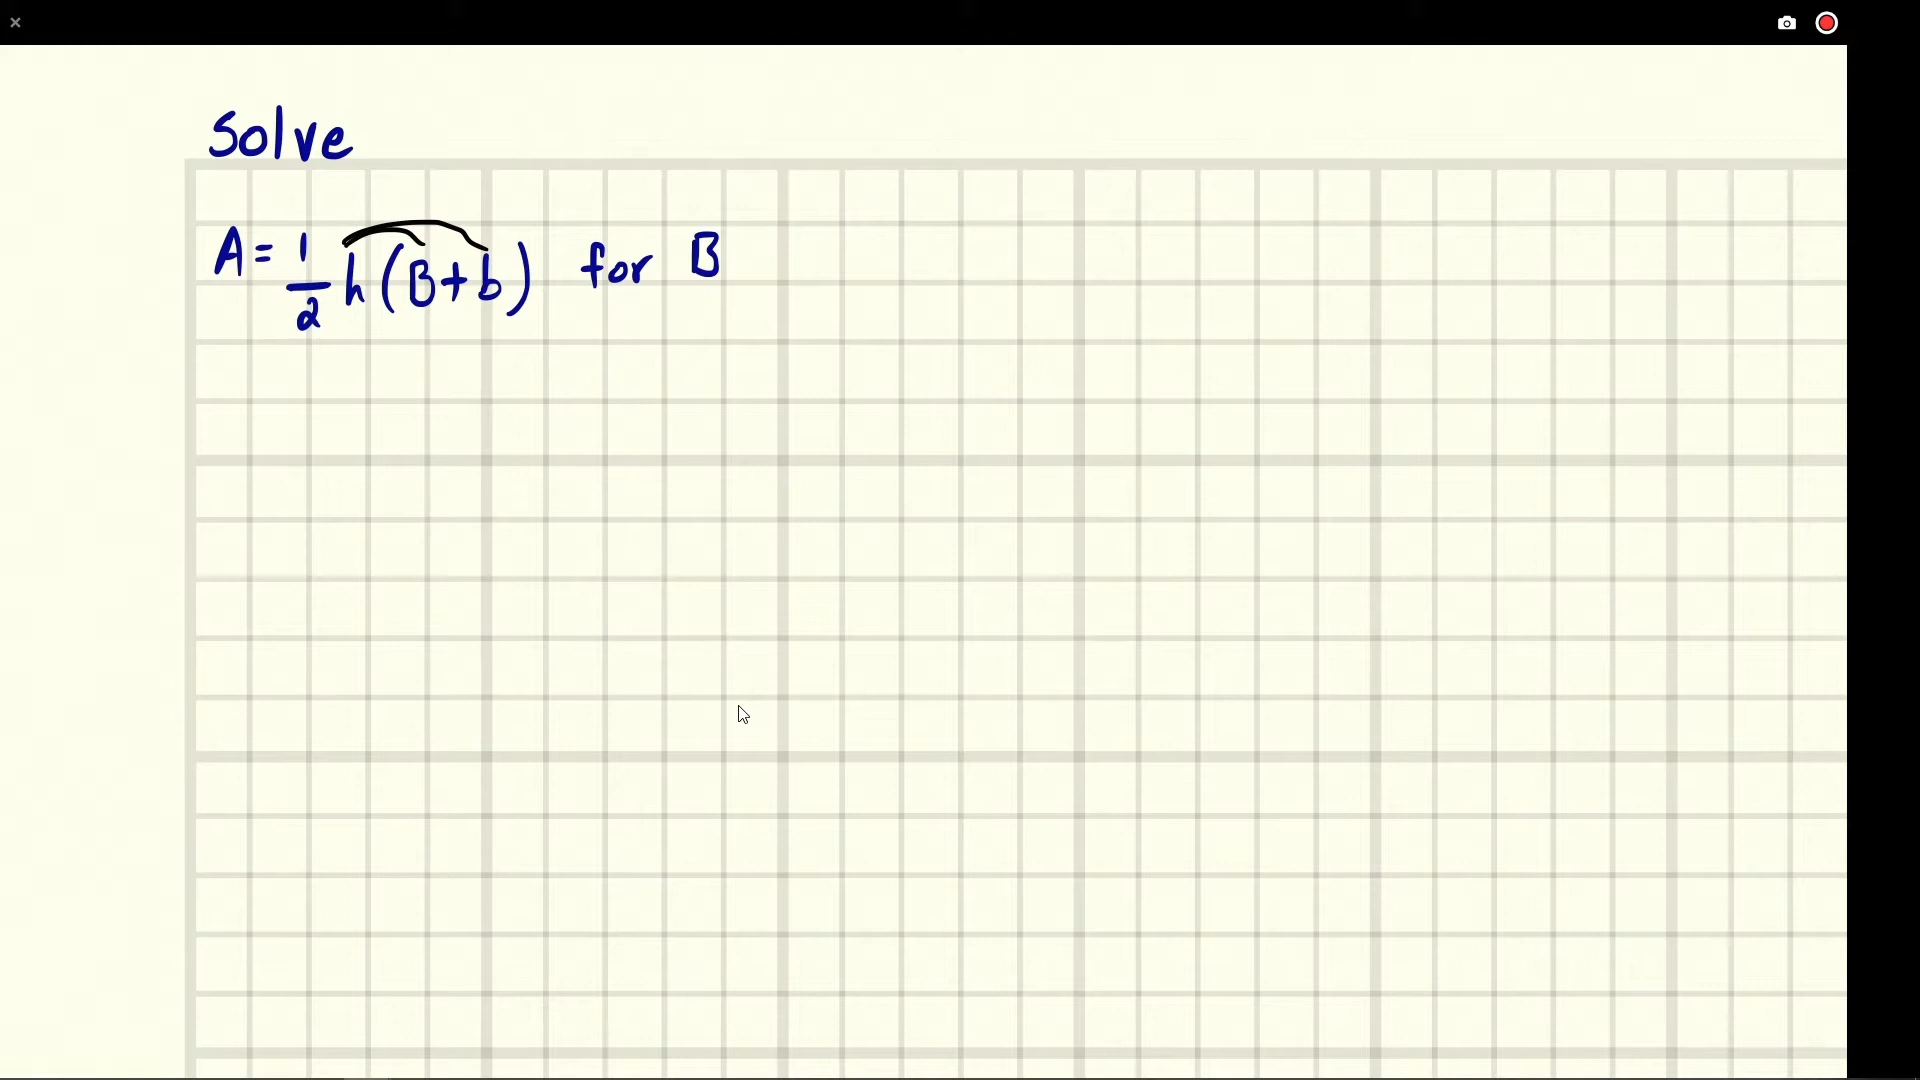 Solve
A = 1/2 h (B + b) for B